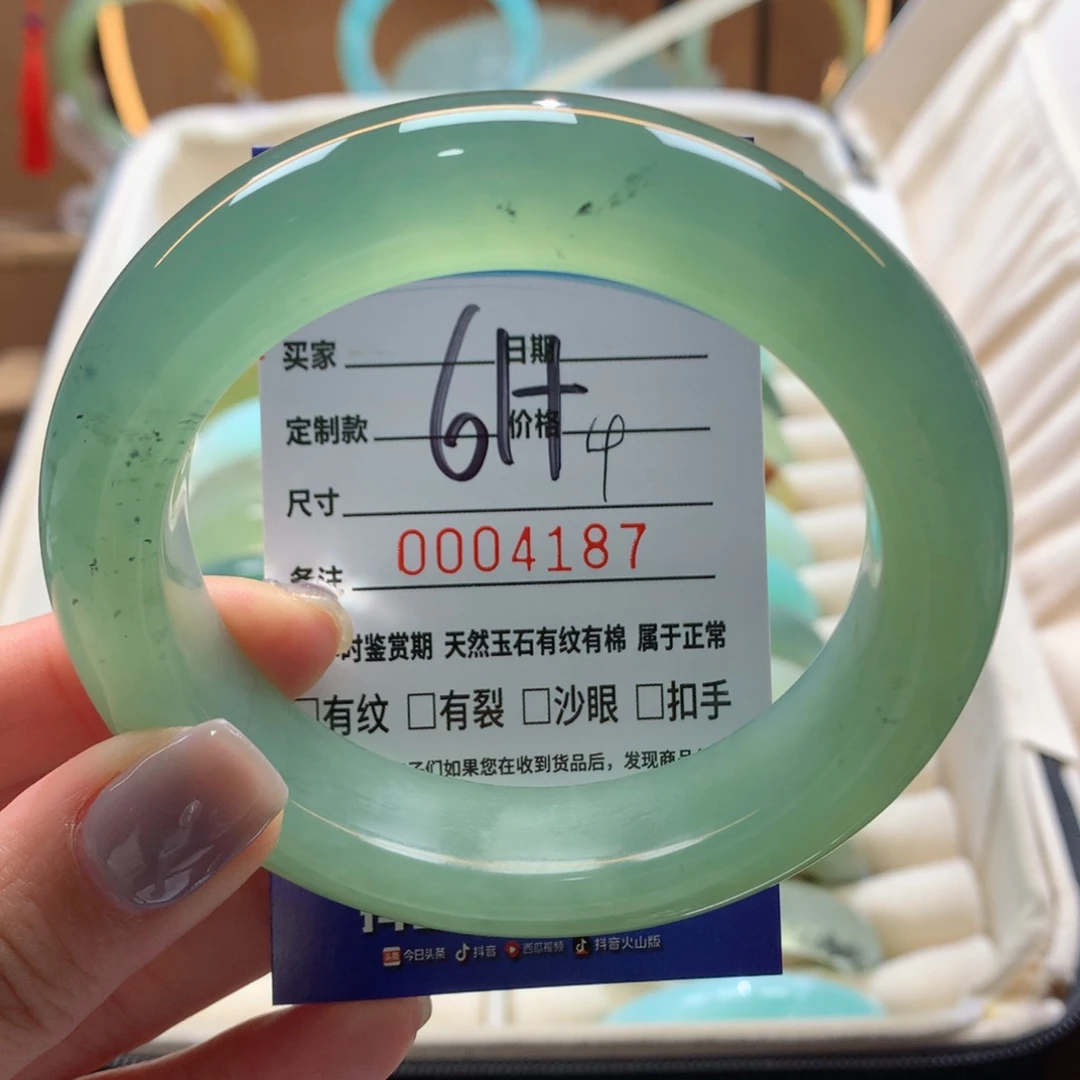 买家 日期
定制款 价格
尺寸
0004187
备注
时鉴赏期 天然玉石有纹有棉 属于正常
□有纹 □有裂 □沙眼 □扣手
们如果您在收到货品后，发现商品
今日头条 抖音 西瓜视频 抖音火山版